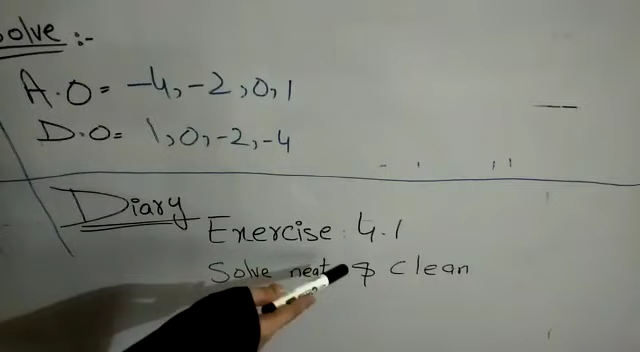 Solve :-
A.O = -4, -2, 0, 1
D.O = 1, 0, -2, -4
Diary
Exercise 4.1
Solve neat & clean